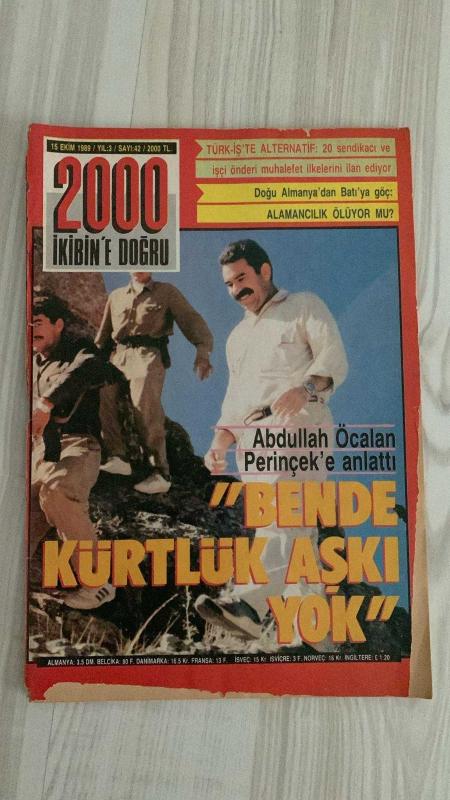 15 EKİM 1989 / YIL:3 / SAYI:42 / 2000 TL.
2000
İKİBİN'E DOĞRU
TÜRK-İŞ'TE ALTERNATİF: 20 sendikacı ve
işçi önderi muhalefet ilkelerini ilan ediyor
Doğu Almanya'dan Batı'ya göç:
ALAMANCILIK ÖLÜYOR MU?
Abdullah Öcalan
Perinçek'e anlattı
"BENDE
KÜRTLÜK AŞKI
YOK"
ALMANYA: 3.5 DM. BELÇİKA: 80 F. DANİMARKA: 16.5 Kr. FRANSA: 13 F. İSVEÇ: 15 Kr. İSVİÇRE: 3 F. NORVEÇ: 16 Kr. İNGİLTERE: £ 1.20